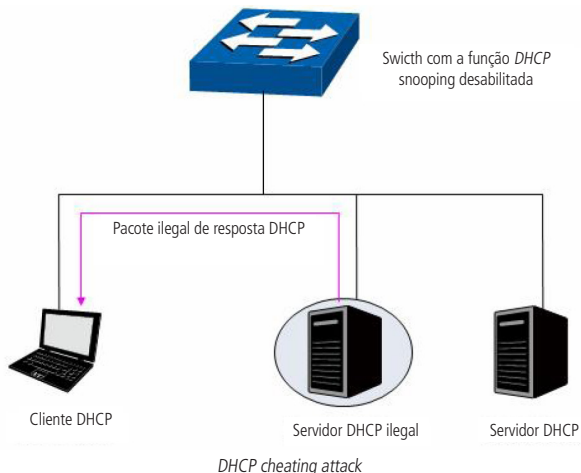 Swicth com a função DHCP
snooping desabilitada
Pacote ilegal de resposta DHCP
Cliente DHCP
Servidor DHCP ilegal
Servidor DHCP
DHCP cheating attack